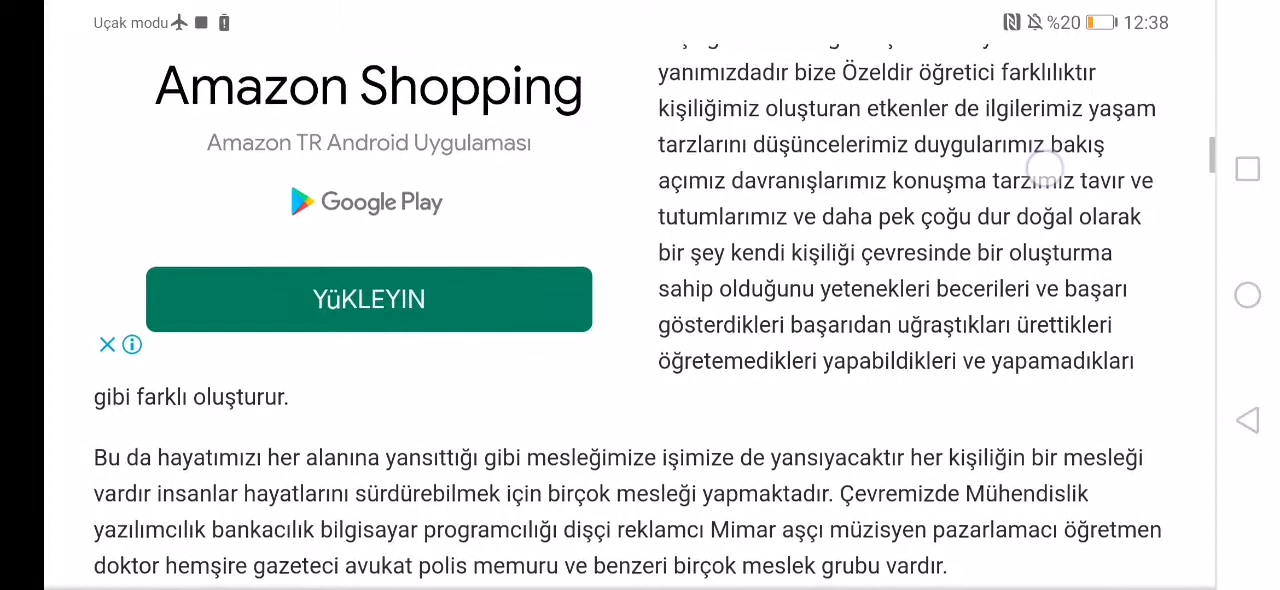 Uçak modu %20 12:38
Amazon Shopping
Amazon TR Android Uygulaması
Google Play
YüKLEYIN
yanımızdadır bize Özeldir öğretici farklılıktır
kişiliğimiz oluşturan etkenler de ilgilerimiz yaşam
tarzlarını düşüncelerimiz duygularımız bakış
açımız davranışlarımız konuşma tarzımız tavır ve
tutumlarımız ve daha pek çoğu dur doğal olarak
bir şey kendi kişiliği çevresinde bir oluşturma
sahip olduğunu yetenekleri becerileri ve başarı
gösterdikleri başarıdan uğraştıkları ürettikleri
öğretemedikleri yapabildikleri ve yapamadıkları
gibi farklı oluşturur.
Bu da hayatımızı her alanına yansıttığı gibi mesleğimize işimize de yansıyacaktır her kişiliğin bir mesleği
vardır insanlar hayatlarını sürdürebilmek için birçok mesleği yapmaktadır. Çevremizde Mühendislik
yazılımcılık bankacılık bilgisayar programcılığı dişçi reklamcı Mimar aşçı müzisyen pazarlamacı öğretmen
doktor hemşire gazeteci avukat polis memuru ve benzeri birçok meslek grubu vardır.